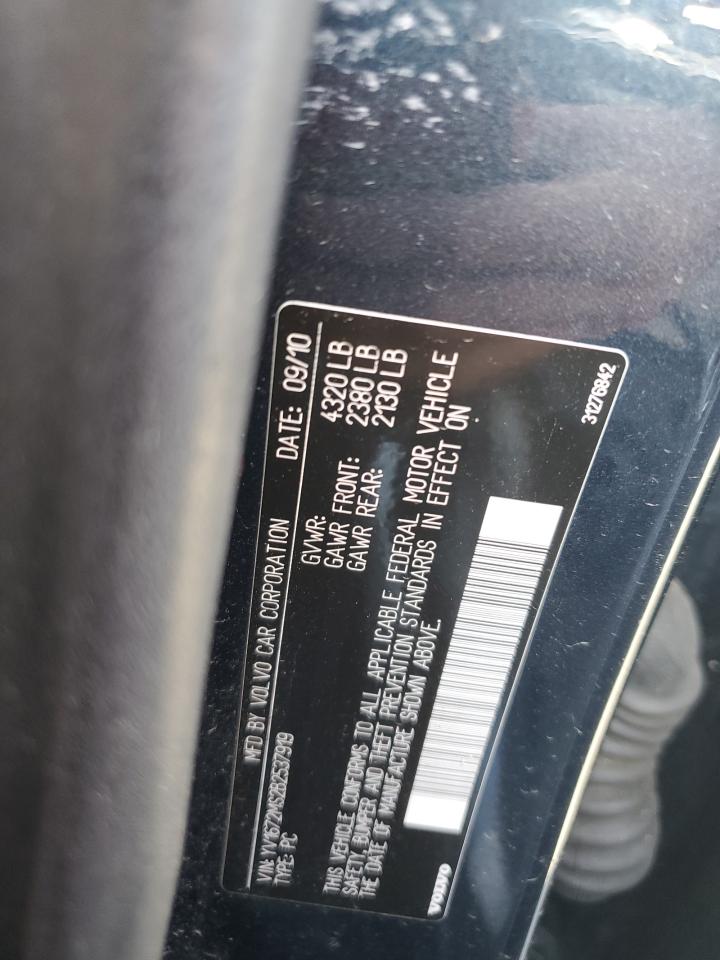 MFD BY VOLVO CAR CORPORATION DATE: 09/10
VIN: YV1672MS2B2537919
TYPE: PC
GVWR: 4320 LB
GAWR FRONT: 2380 LB
GAWR REAR: 2130 LB
THIS VEHICLE CONFORMS TO ALL APPLICABLE FEDERAL MOTOR VEHICLE
SAFETY, BUMPER AND THEFT PREVENTION STANDARDS IN EFFECT ON
THE DATE OF MANUFACTURE SHOWN ABOVE.
VOLVO
31276842